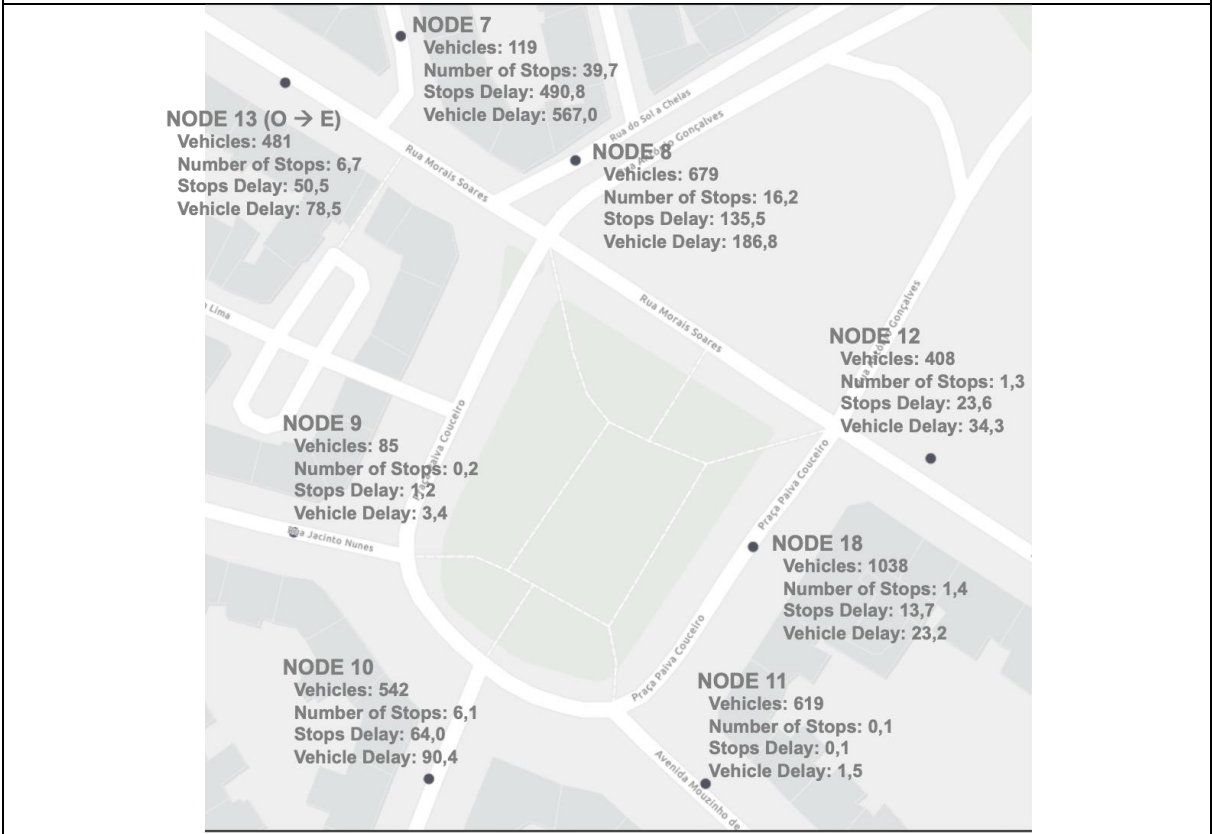 NODE 7
Vehicles: 119
Number of Stops: 39,7
Stops Delay: 490,8
Vehicle Delay: 567,0
NODE 13 (O → E)
Vehicles: 481
Number of Stops: 6,7
Stops Delay: 50,5
Vehicle Delay: 78,5
Rua do Sol a Chelas
Gonçalves
Rua Morais Soares
NODE 8
Vehicles: 679
Number of Stops: 16,2
Stops Delay: 135,5
Vehicle Delay: 186,8
Lima
Rua Morais Soares
Gonçalves
NODE 12
Vehicles: 408
Number of Stops: 1,3
Stops Delay: 23,6
Vehicle Delay: 34,3
Paiva Couceiro
NODE 9
Vehicles: 85
Number of Stops: 0,2
Stops Delay: 1,2
Vehicle Delay: 3,4
Jacinto Nunes
Praça Paiva Couceiro
NODE 18
Vehicles: 1038
Number of Stops: 1,4
Stops Delay: 13,7
Vehicle Delay: 23,2
Praça Paiva Couceiro
NODE 10
Vehicles: 542
Number of Stops: 6,1
Stops Delay: 64,0
Vehicle Delay: 90,4
NODE 11
Vehicles: 619
Number of Stops: 0,1
Stops Delay: 0,1
Vehicle Delay: 1,5
Avenida Mouzinho de